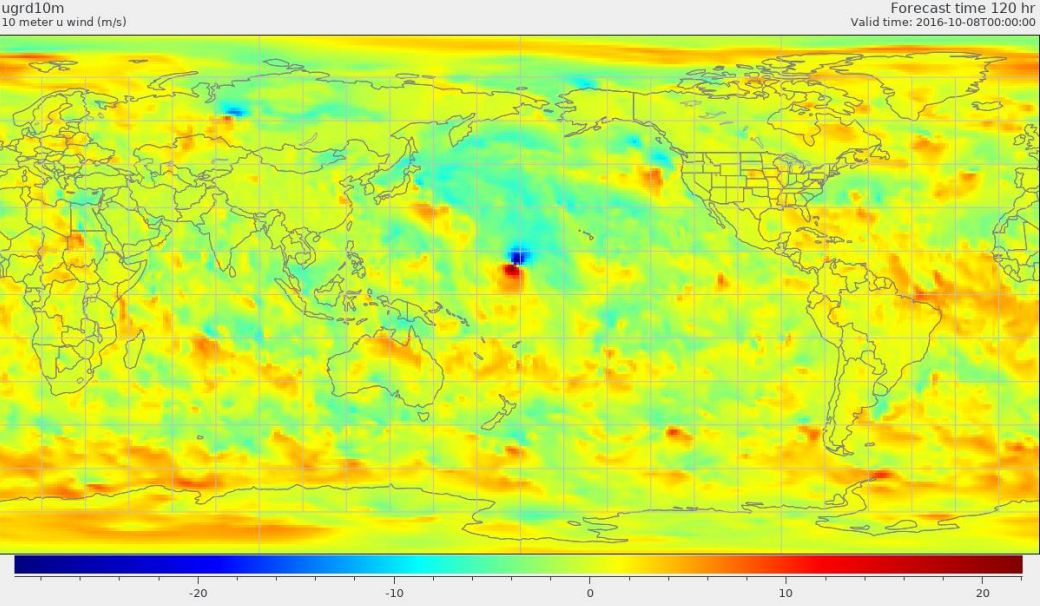 ugrd10m
10 meter u wind (m/s)
Forecast time 120 hr
Valid time: 2016-10-08T00:00:00
-20 -10 0 10 20